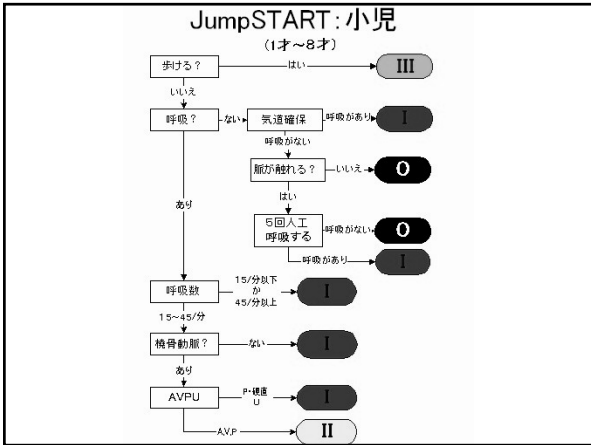 JumpSTART：小児
(1才～8才)
歩ける？
はい
III
いいえ
呼吸？
ない
気道確保
呼吸があり
I
呼吸がない
脈が触れる？
いいえ
0
はい
あり
5回人工
呼吸する
呼吸がない
0
呼吸があり
I
呼吸数
15/分以下
か
45/分以上
I
15～45/分
橈骨動脈？
ない
I
あり
AVPU
P・硬直
U
I
A,V,P
II